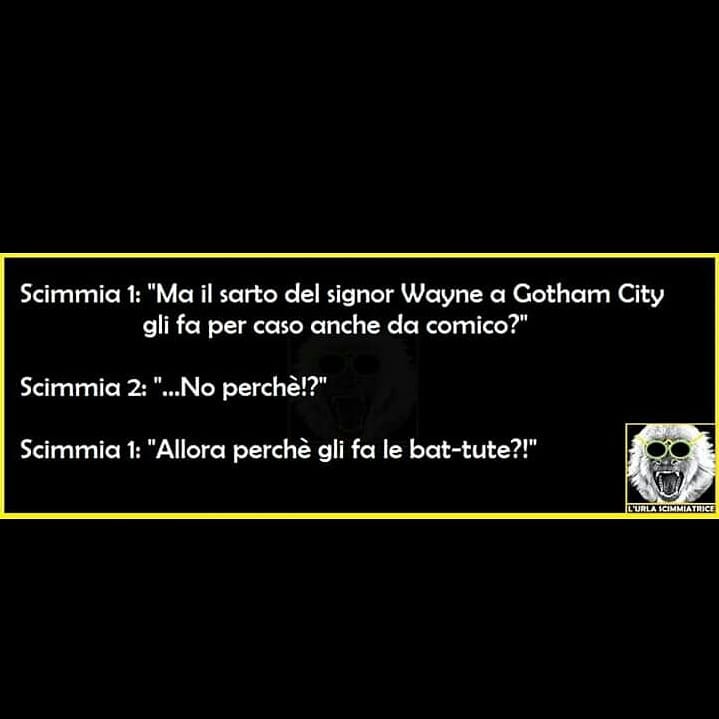 Scimmia 1: "Ma il sarto del signor Wayne a Gotham City
gli fa per caso anche da comico?"
Scimmia 2: "...No perchè!?"
Scimmia 1: "Allora perchè gli fa le bat-tute?!"
L'URLA SCIMMIATRICE